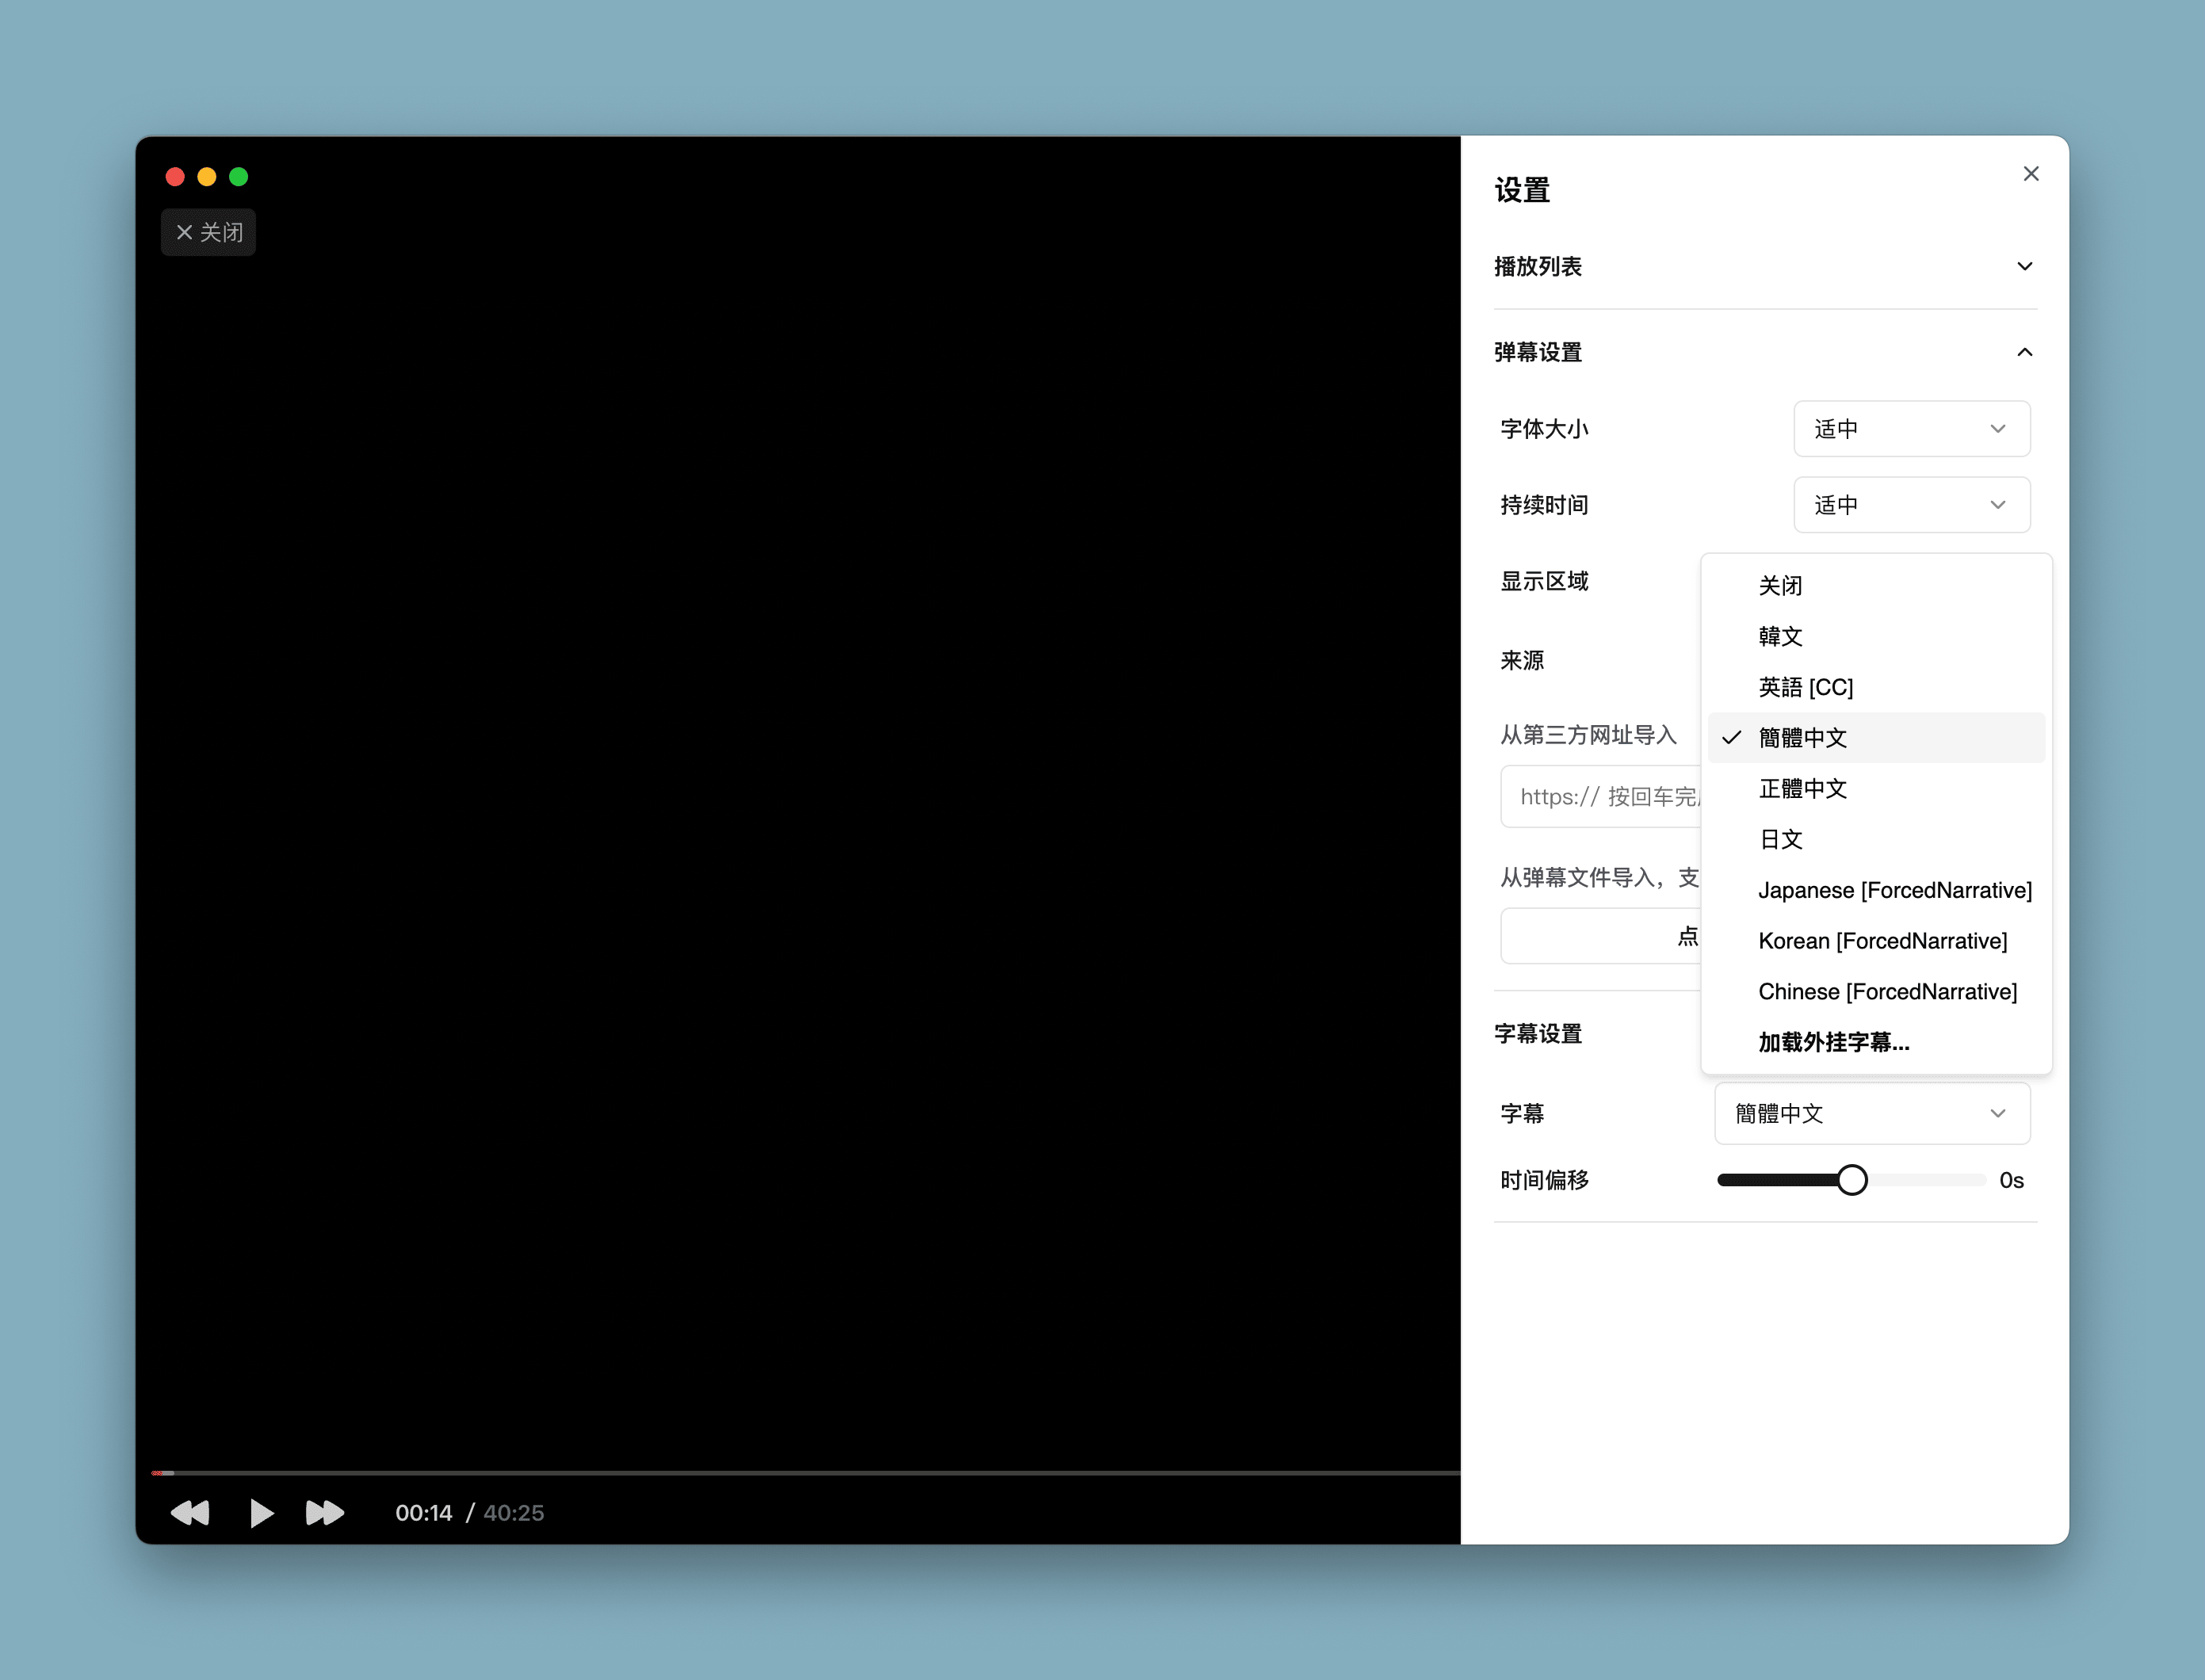 关闭
设置
播放列表
弹幕设置
字体大小 适中
持续时间 适中
显示区域
来源
从第三方网址导入
https:// 按回车完
从弹幕文件导入，支
点
关闭
韓文
英語 [CC]
簡體中文
正體中文
日文
Japanese [ForcedNarrative]
Korean [ForcedNarrative]
Chinese [ForcedNarrative]
加载外挂字幕...
字幕设置
字幕 簡體中文
时间偏移 0s
00:14 / 40:25